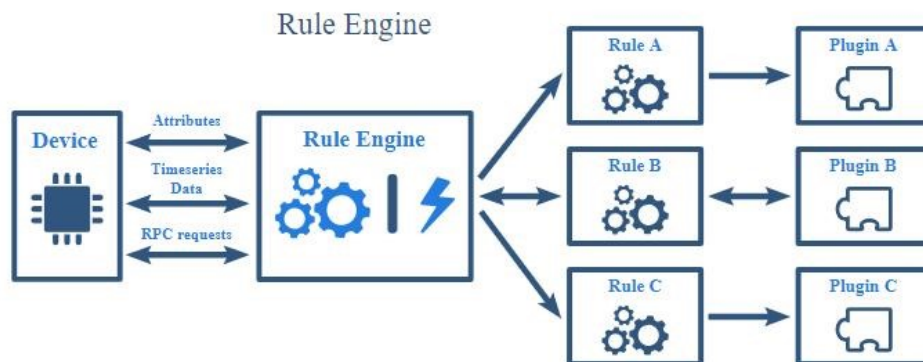 Rule Engine
Device
Attributes
Timeseries
Data
RPC requests
Rule Engine
Rule A
Plugin A
Rule B
Plugin B
Rule C
Plugin C